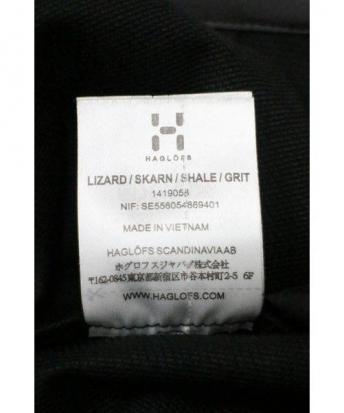 HAGLÖFS
LIZARD / SKARN / SHALE / GRIT
1419058
NIF: SE556054869401
MADE IN VIETNAM
HAGLÖFS SCANDINAVIAAB
ホグロフスジャパン株式会社
〒162-0845東京都新宿区市谷本村町2-5 6F
WWW.HAGLOFS.COM